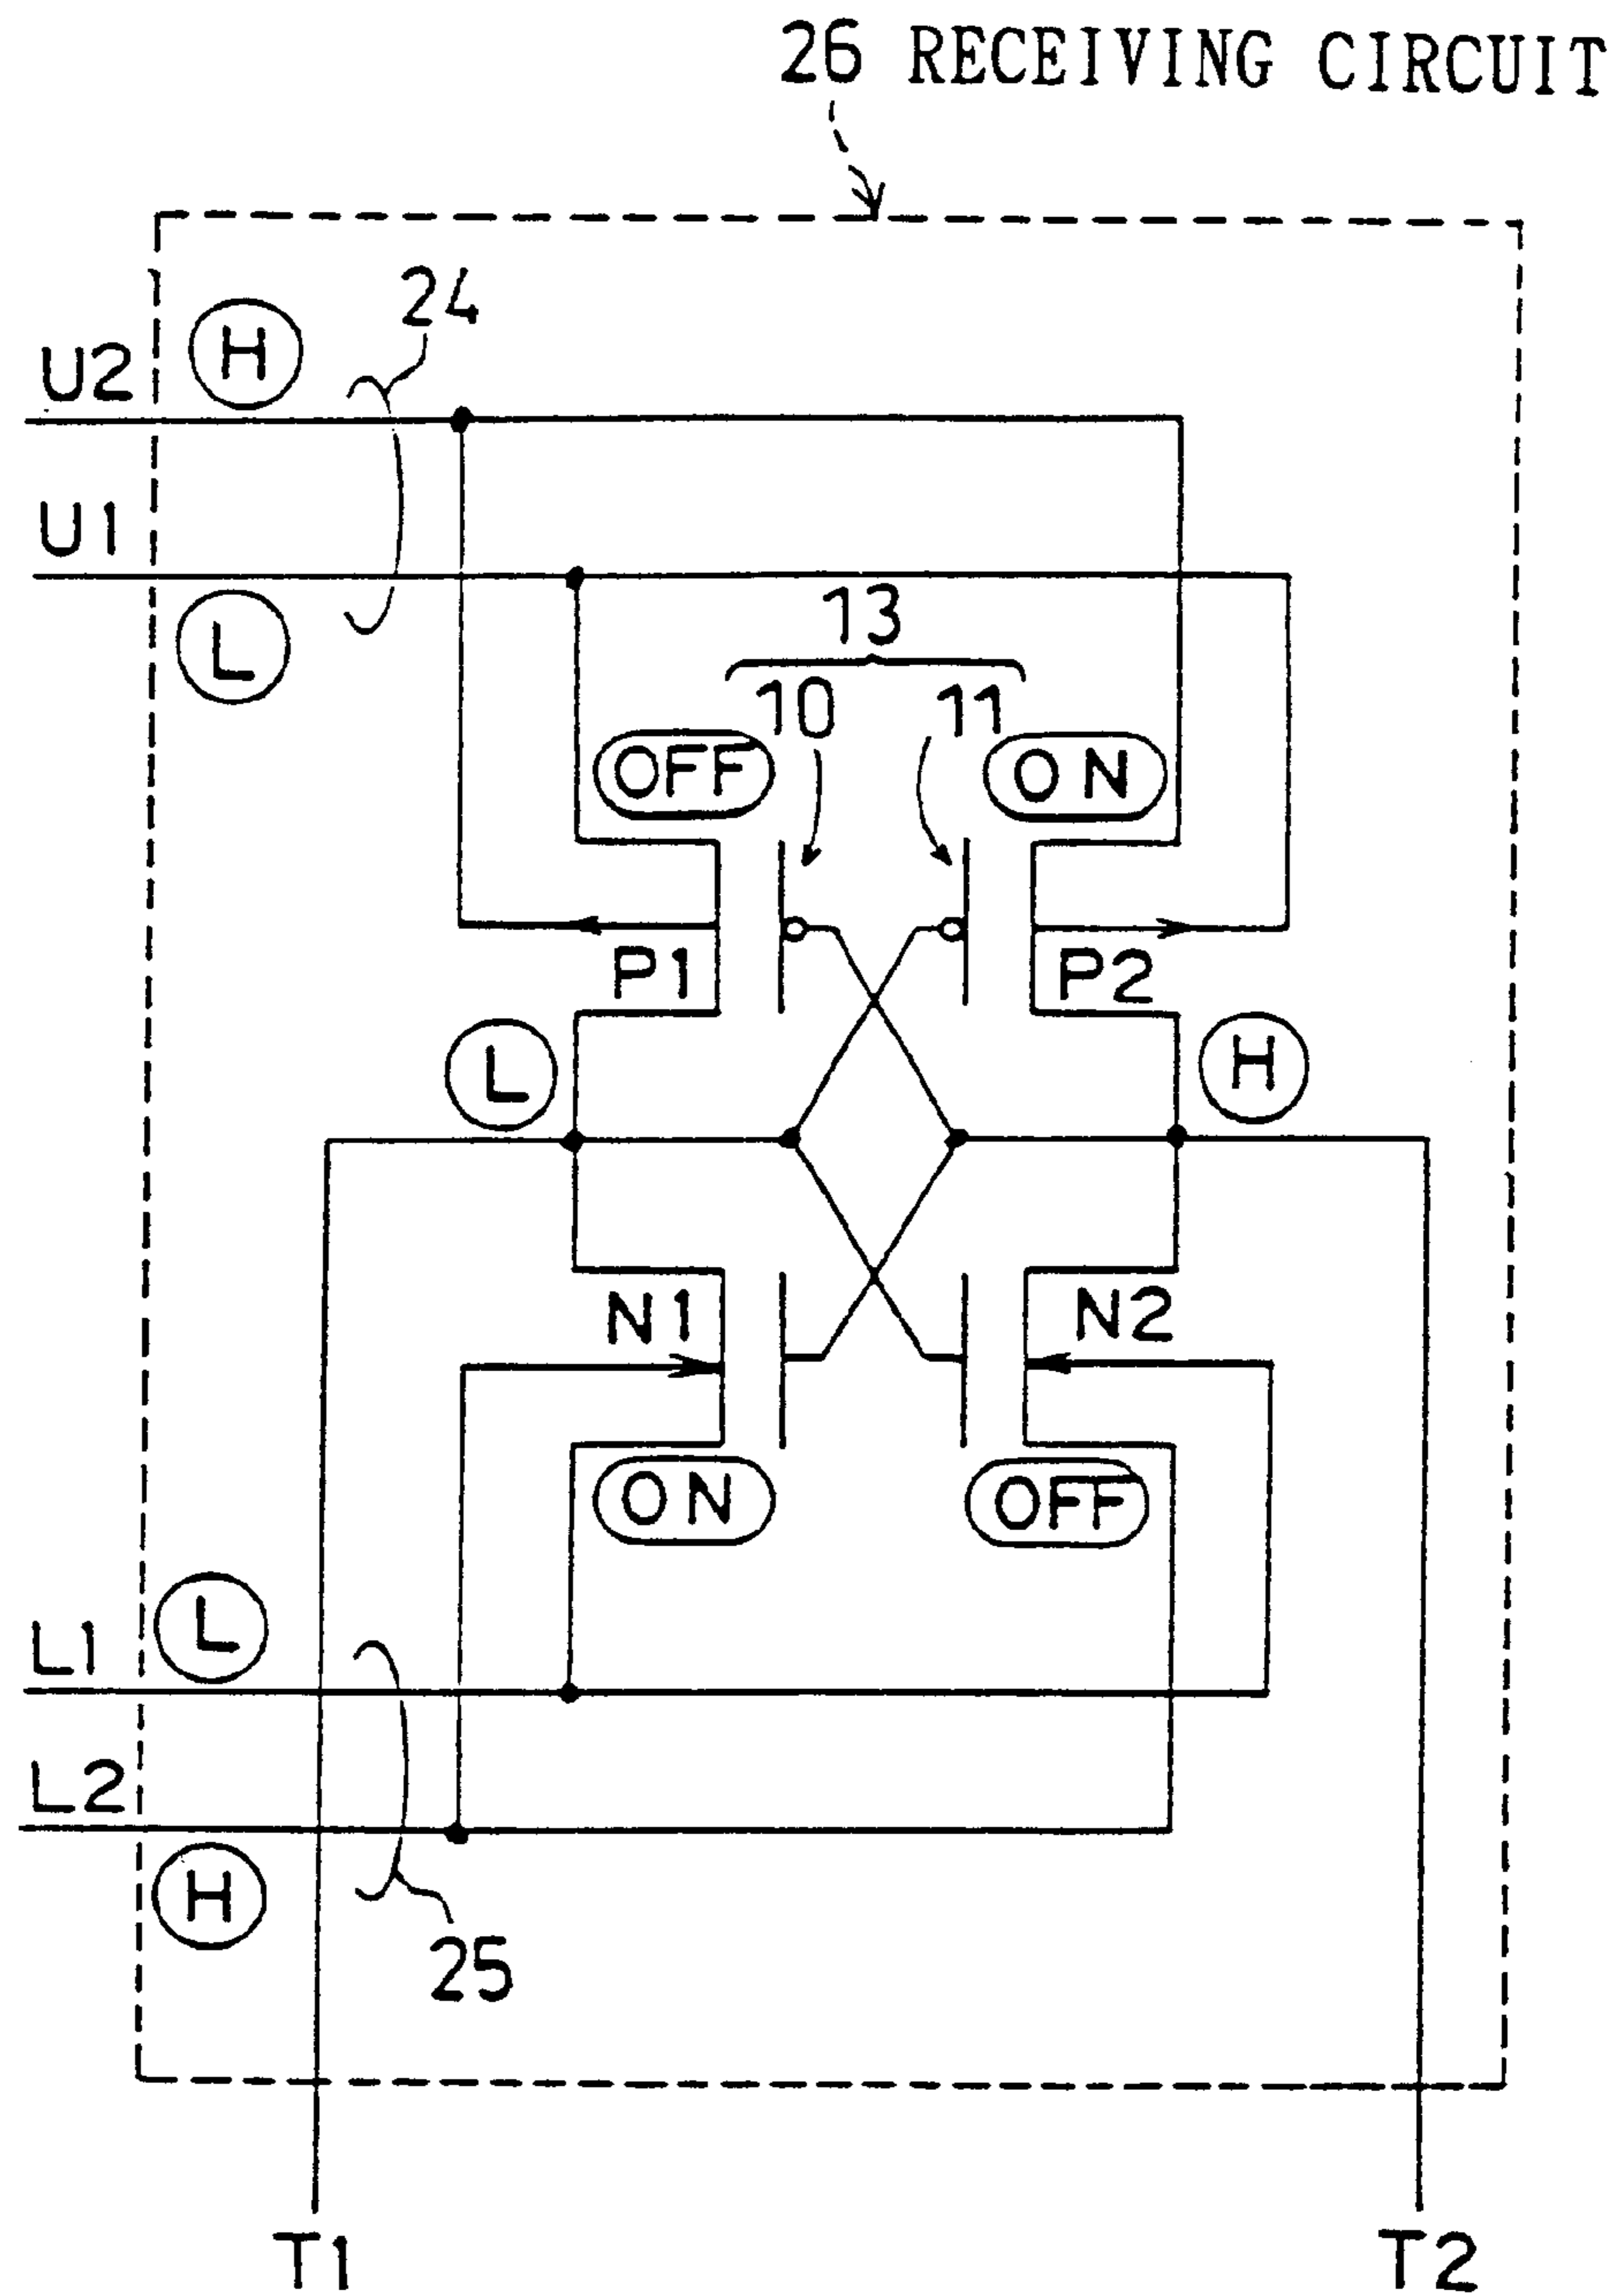 26 RECEIVING CIRCUIT
24
H
U2
U1
L
13
10 11
OFF ON
P1 P2
L H
N1 N2
ON OFF
L
L1
L2
H
25
T1 T2